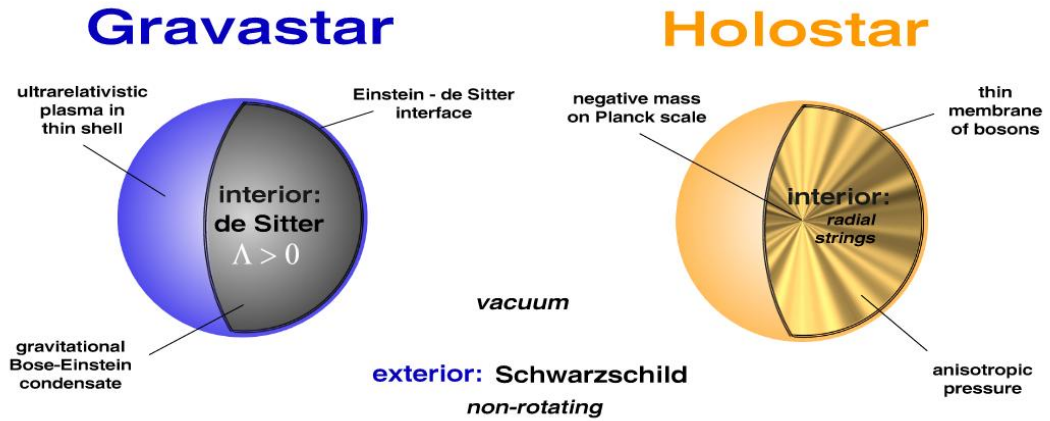 Gravastar
ultrarelativistic
plasma in
thin shell
Einstein - de Sitter
interface
interior:
de Sitter
Λ > 0
gravitational
Bose-Einstein
condensate
Holostar
negative mass
on Planck scale
thin
membrane
of bosons
interior:
radial
strings
anisotropic
pressure
vacuum
exterior: Schwarzschild
non-rotating